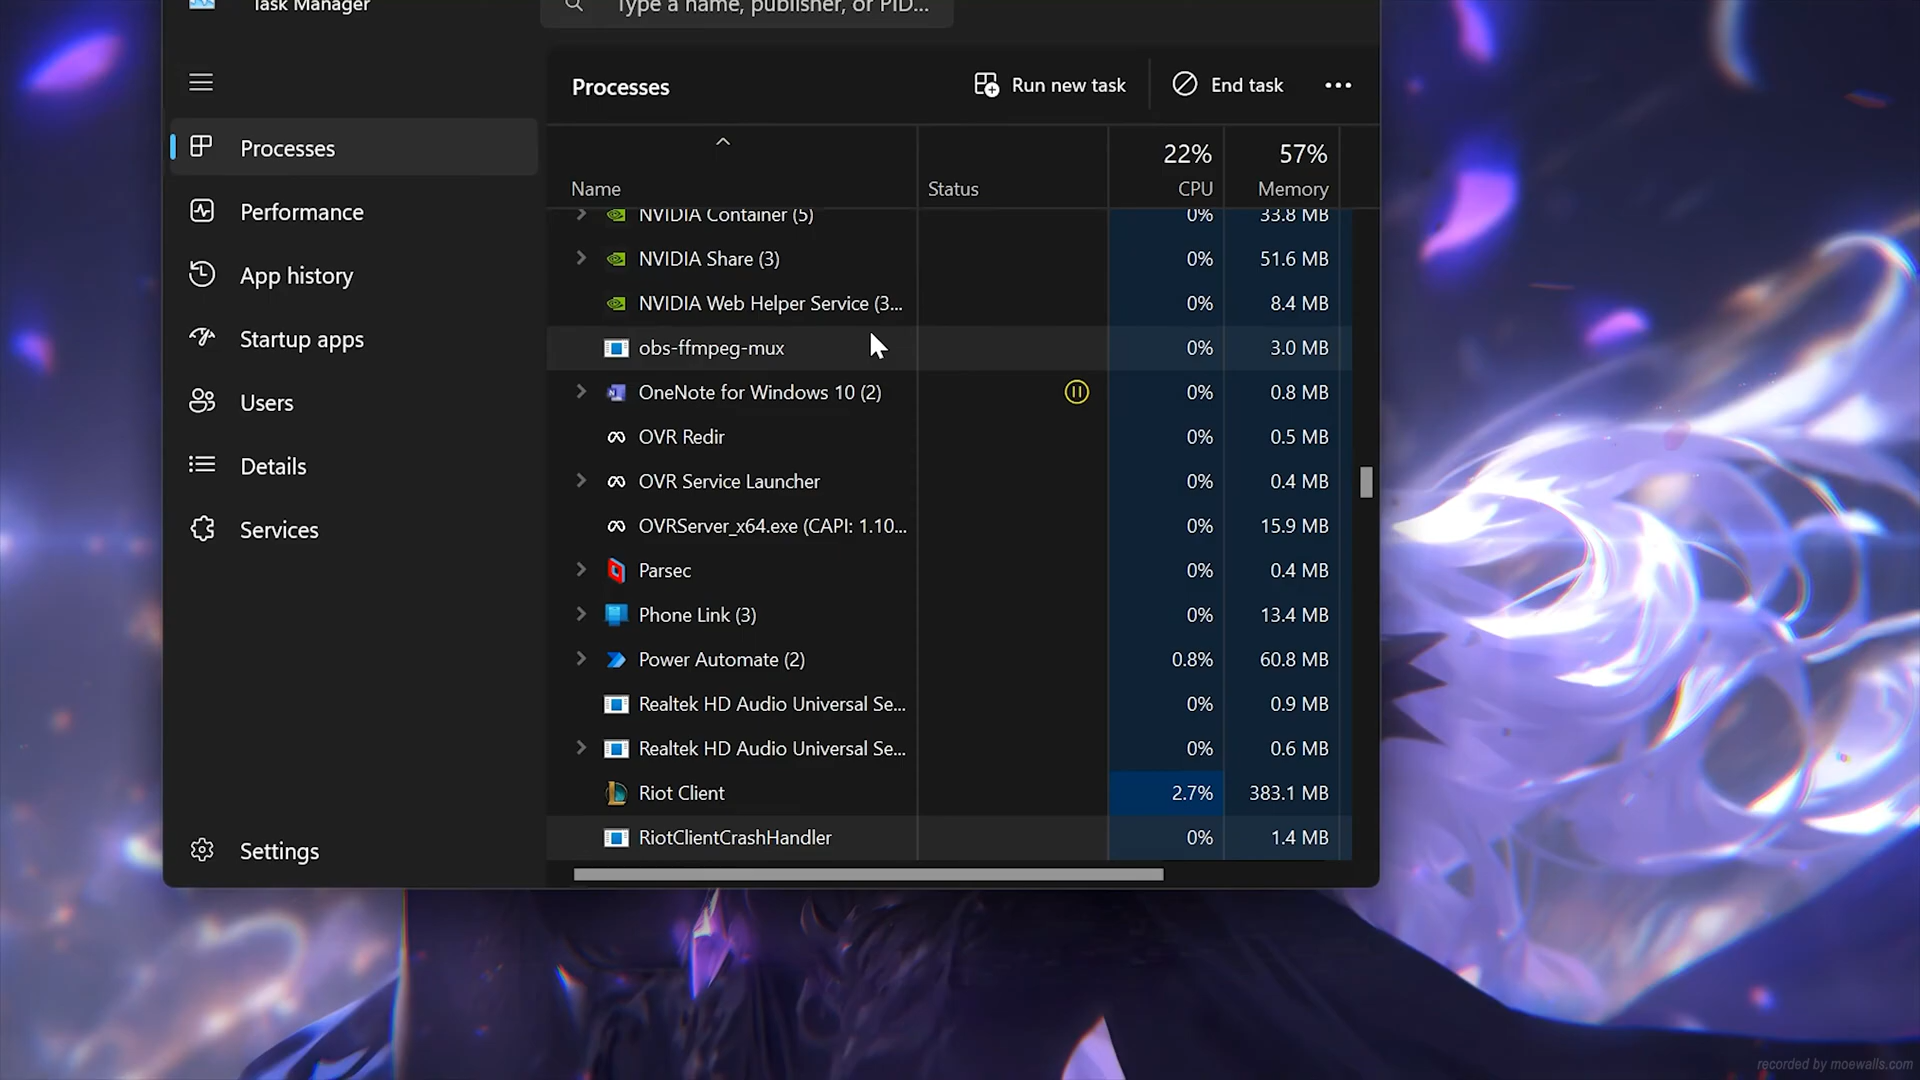 Task Manager
Type a name, publisher, or PID...
Processes
Run new task
End task
22%
57%
Name
Status
CPU
Memory
Processes
Performance
App history
Startup apps
Users
Details
Services
Settings
NVIDIA Container (5) 0% 33.8 MB
NVIDIA Share (3) 0% 51.6 MB
NVIDIA Web Helper Service (3... 0% 8.4 MB
obs-ffmpeg-mux 0% 3.0 MB
OneNote for Windows 10 (2) 0% 0.8 MB
OVR Redir 0% 0.5 MB
OVR Service Launcher 0% 0.4 MB
OVRServer_x64.exe (CAPI: 1.10... 0% 15.9 MB
Parsec 0% 0.4 MB
Phone Link (3) 0% 13.4 MB
Power Automate (2) 0.8% 60.8 MB
Realtek HD Audio Universal Se... 0% 0.9 MB
Realtek HD Audio Universal Se... 0% 0.6 MB
Riot Client 2.7% 383.1 MB
RiotClientCrashHandler 0% 1.4 MB
recorded by moewalls.com